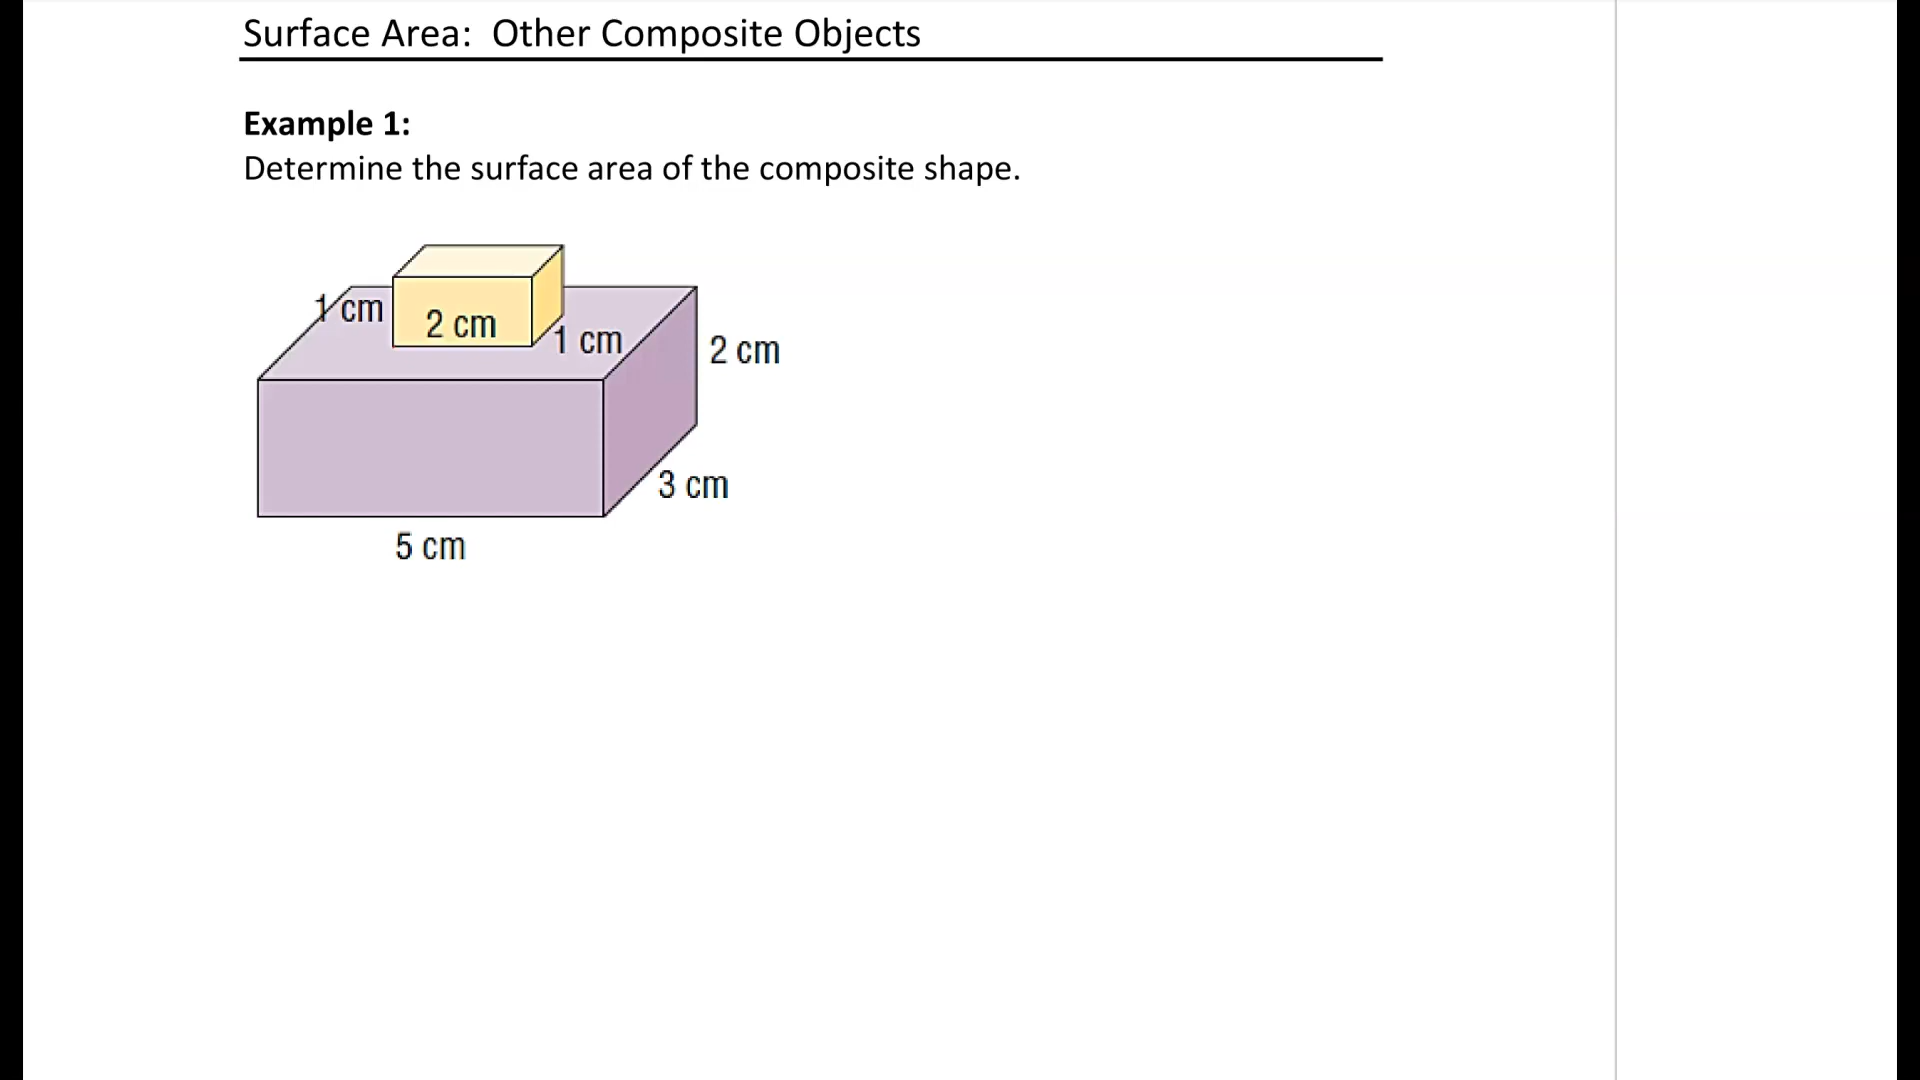 Surface Area: Other Composite Objects
Example 1:
Determine the surface area of the composite shape.
1 cm
2 cm
1 cm
2 cm
3 cm
5 cm